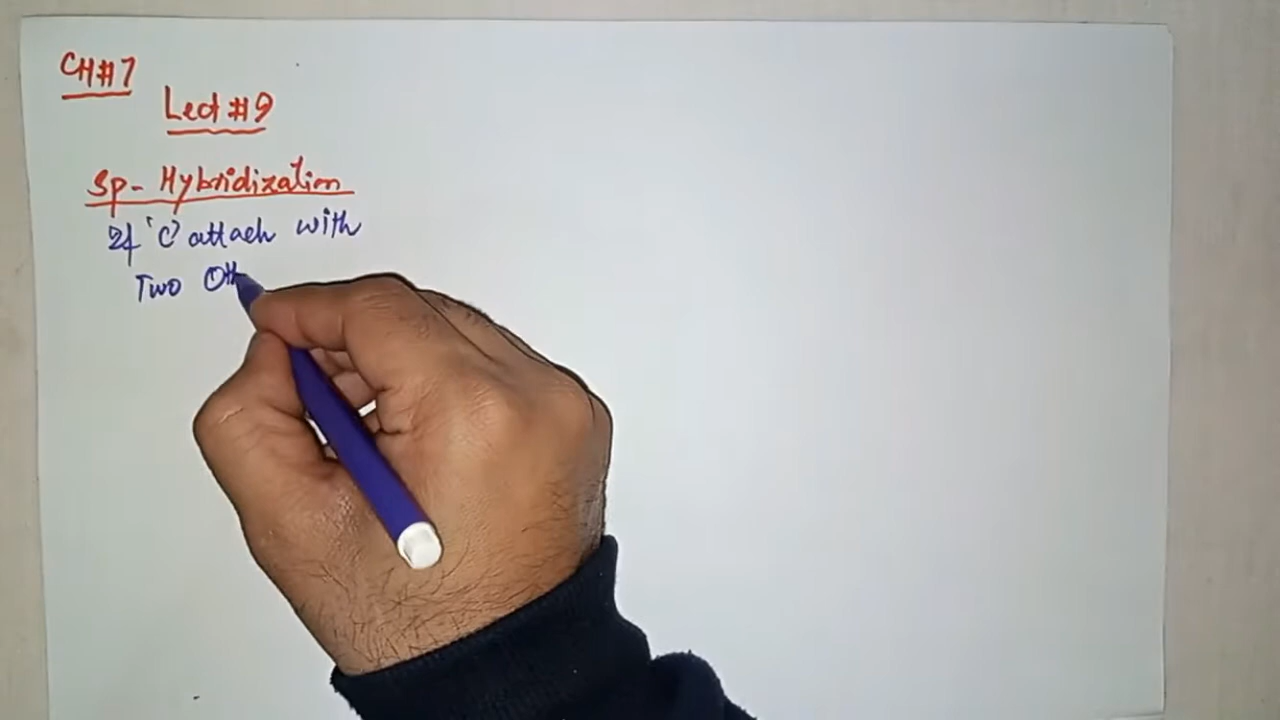 CH#7
Lect #9
Sp- Hybridization
If 'C' attach with
Two Oth